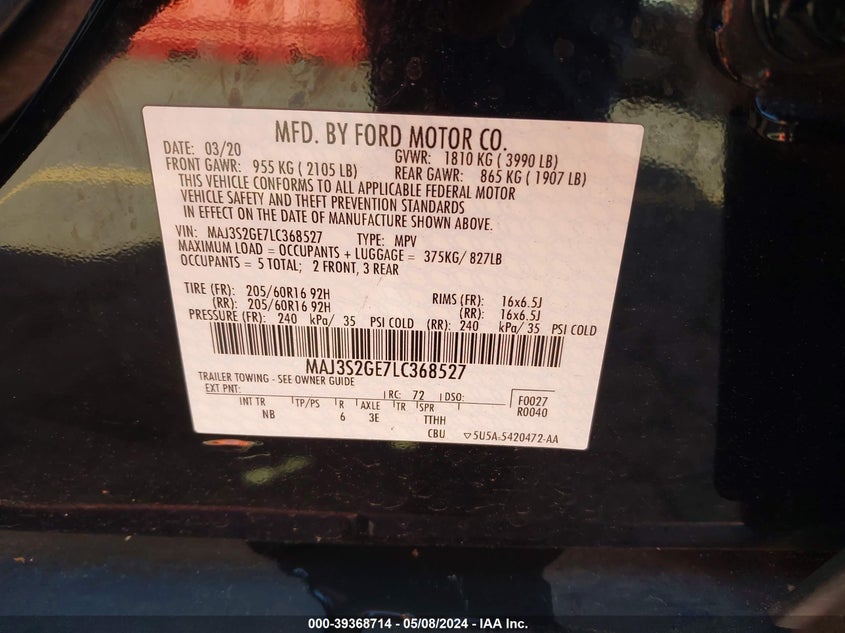 MFD. BY FORD MOTOR CO.
DATE: 03/20 GVWR: 1810 KG ( 3990 LB)
FRONT GAWR: 955 KG ( 2105 LB) REAR GAWR: 865 KG ( 1907 LB)
THIS VEHICLE CONFORMS TO ALL APPLICABLE FEDERAL MOTOR
VEHICLE SAFETY AND THEFT PREVENTION STANDARDS
IN EFFECT ON THE DATE OF MANUFACTURE SHOWN ABOVE.
VIN: MAJ3S2GE7LC368527 TYPE: MPV
MAXIMUM LOAD = OCCUPANTS + LUGGAGE = 375KG/ 827LB
OCCUPANTS = 5 TOTAL; 2 FRONT, 3 REAR
TIRE (FR): 205/60R16 92H RIMS (FR): 16x6.5J
(RR): 205/60R16 92H (RR): 16x6.5J
PRESSURE (FR): 240 kPa/ 35 PSI COLD (RR): 240 kPa/ 35 PSI COLD
MAJ3S2GE7LC368527
TRAILER TOWING - SEE OWNER GUIDE
EXT PNT: RC: 72 DSO: F0027
INT TR TP/PS R AXLE TR SPR R0040
NB 6 3E TTHH
CBU ▽5U5A-5420472-AA
000-39368714 - 05/08/2024 - IAA Inc.